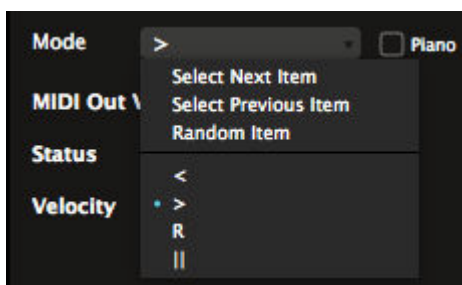 Mode > Piano
Select Next Item
MIDI Out Select Previous Item
Random Item
Status
<
Velocity • >
R
||